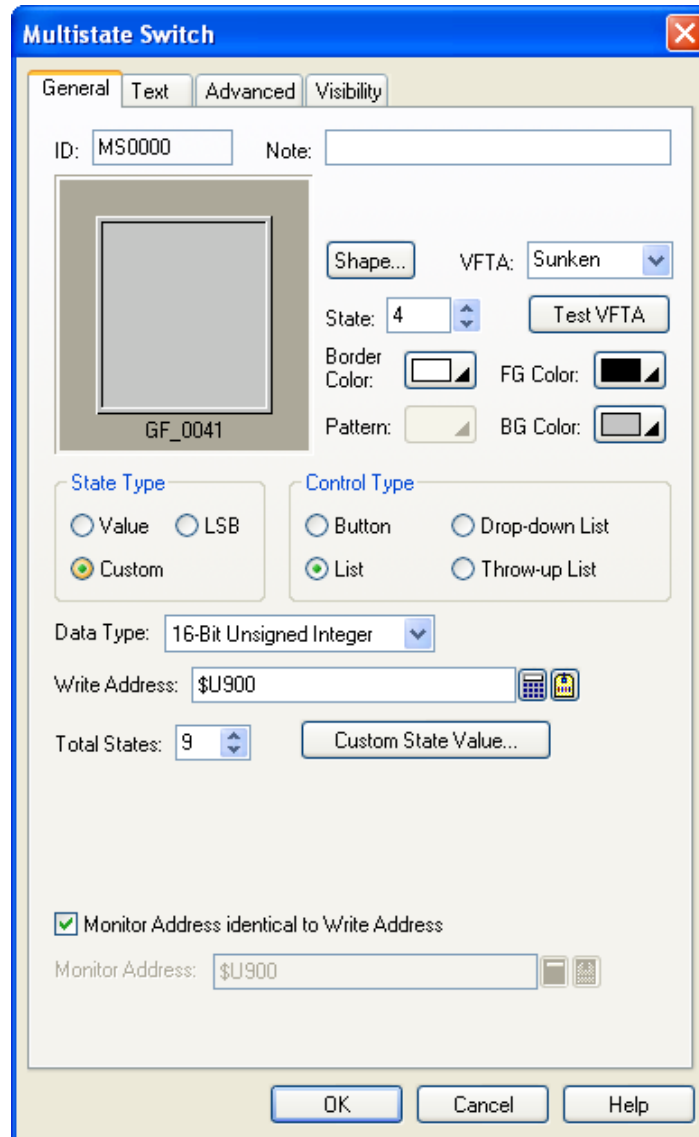 Multistate Switch
General Text Advanced Visibility
ID: MS0000 Note:
Shape... VFTA: Sunken
State: 4 Test VFTA
Border Color: FG Color:
GF_0041 Pattern: BG Color:
State Type Control Type
Value LSB Button Drop-down List
Custom List Throw-up List
Data Type: 16-Bit Unsigned Integer
Write Address: $U900
Total States: 9 Custom State Value...
Monitor Address identical to Write Address
Monitor Address: $U900
OK Cancel Help